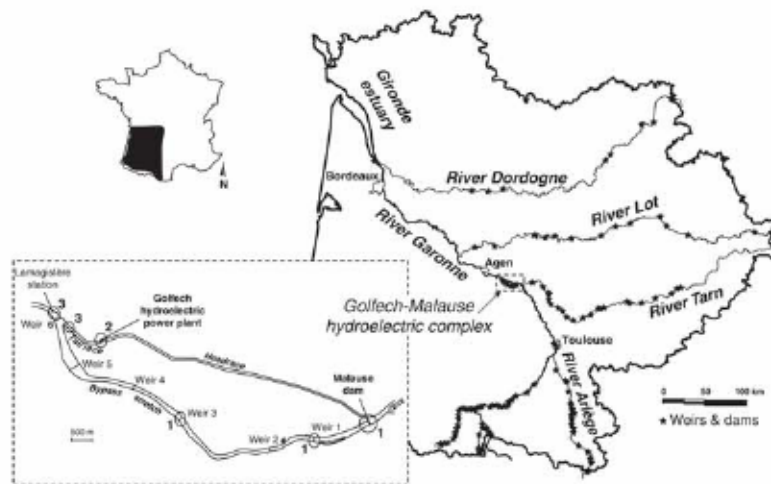 N
Gironde
estuary
Bordeaux
River Dordogne
River Lot
River Garonne
Agen
Golfech-Malause
hydroelectric complex
River Tarn
Toulouse
River Ariège
0 50 100 km
★ Weirs & dams
Lamagistère
station
3
3
2
Golfech
hydroelectric
power plant
Weir 6
Weir 5
Headrace
Bypass stretch
Weir 4
Weir 3
1
Malause
dam
Weir 2
Weir 1
1
1
500 m